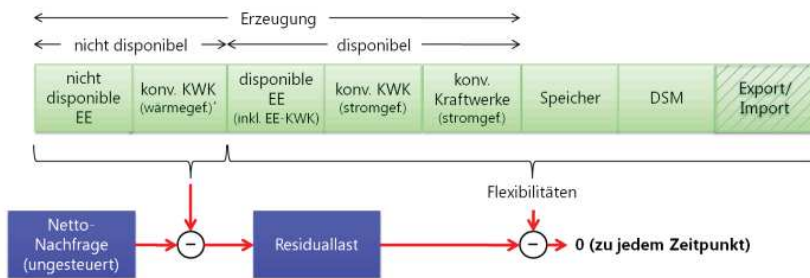 Erzeugung
nicht disponibel
disponibel
nicht
disponible
EE
konv. KWK
(wärmegef.)*
disponible
EE
(inkl. EE-KWK)
konv. KWK
(stromgef.)
konv.
Kraftwerke
(stromgef.)
Speicher
DSM
Export/
Import
Flexibilitäten
Netto-
Nachfrage
(ungesteuert)
−
Residuallast
−
0 (zu jedem Zeitpunkt)